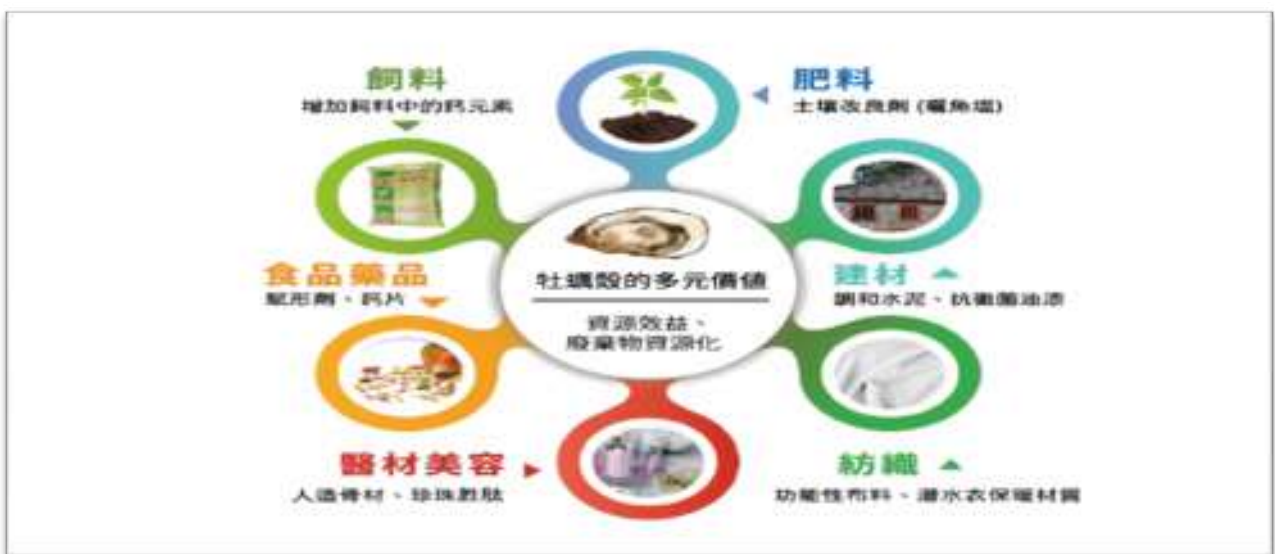 飼料
增加飼料中的鈣元素
肥料
土壤改良劑 (曬魚塭)
牡蠣殼的多元價值
資源效益、
廢棄物資源化
食品藥品
賦形劑、鈣片
建材
調和水泥、抗黴菌油漆
醫材美容
人造骨材、珍珠胜肽
紡織
功能性布料、潛水衣保暖材質